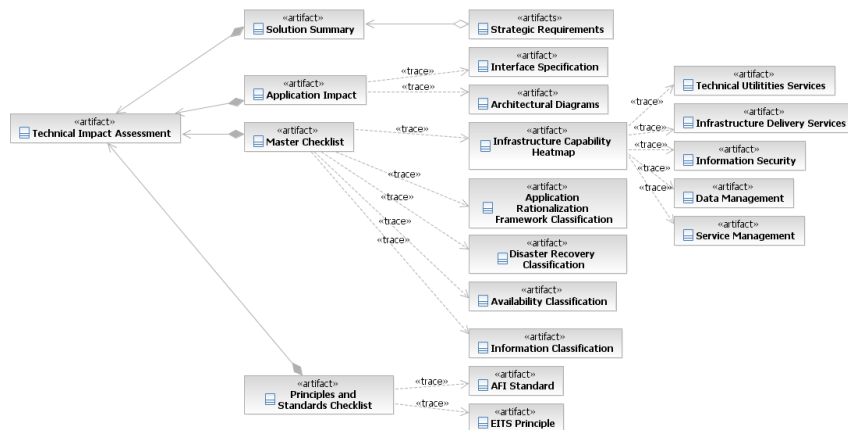 «artifact»
Solution Summary
«artifacts»
Strategic Requirements
«artifact»
Application Impact
«trace»
«trace»
«artifact»
Interface Specification
«artifact»
Architectural Diagrams
«artifact»
Technical Impact Assessment
«artifact»
Master Checklist
«trace»
«artifact»
Infrastructure Capability
Heatmap
«trace»
«trace»
«trace»
«trace»
«trace»
«artifact»
Technical Utilitities Services
«artifact»
Infrastructure Delivery Services
«artifact»
Information Security
«artifact»
Data Management
«artifact»
Service Management
«trace»
«trace»
«trace»
«trace»
«artifact»
Application
Rationalization
Framework Classification
«artifact»
Disaster Recovery
Classification
«artifact»
Availability Classification
«artifact»
Information Classification
«artifact»
Principles and
Standards Checklist
«trace»
«trace»
«artifact»
AFI Standard
«artifact»
EITS Principle